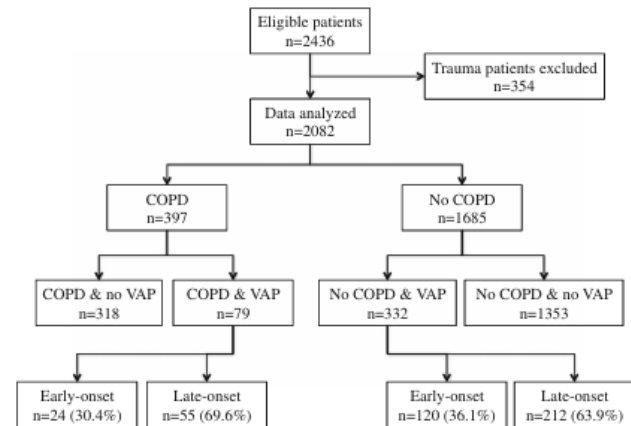 Eligible patients
n=2436
Trauma patients excluded
n=354
Data analyzed
n=2082
COPD
n=397
No COPD
n=1685
COPD & no VAP
n=318
COPD & VAP
n=79
No COPD & VAP
n=332
No COPD & no VAP
n=1353
Early-onset
n=24 (30.4%)
Late-onset
n=55 (69.6%)
Early-onset
n=120 (36.1%)
Late-onset
n=212 (63.9%)